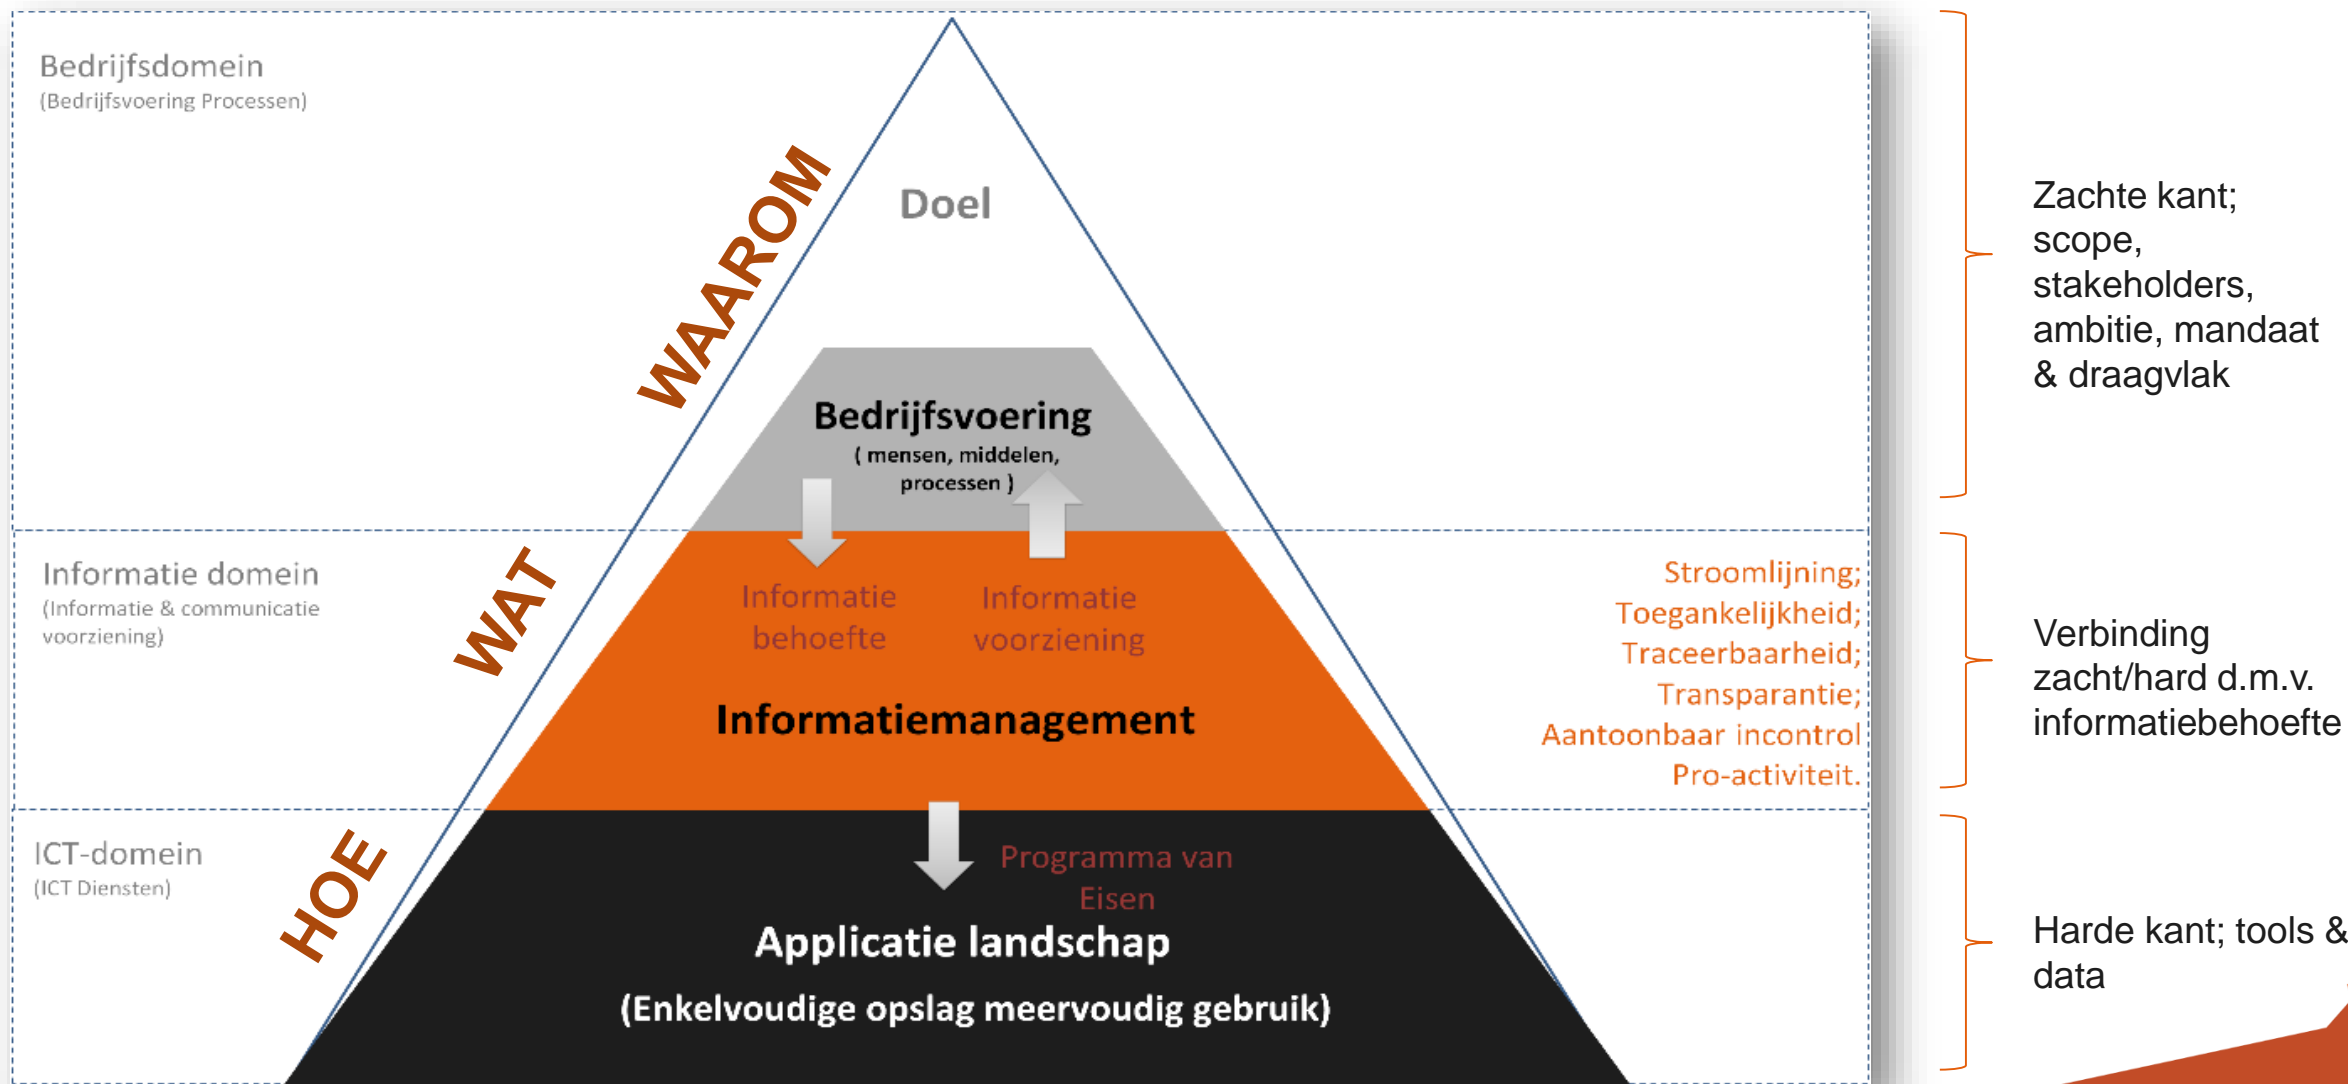 Bedrijfsdomein
(Bedrijfsvoering Processen)
WAAROM
Doel
Bedrijfsvoering
( mensen, middelen,
processen )
Zachte kant;
scope,
stakeholders,
ambitie, mandaat
& draagvlak
Informatie domein
(Informatie & communicatie
voorziening)
WAT
Informatie
behoefte
Informatie
voorziening
Informatiemanagement
Stroomlijning;
Toegankelijkheid;
Traceerbaarheid;
Transparantie;
Aantoonbaar incontrol
Pro-activiteit.
Verbinding
zacht/hard d.m.v.
informatiebehoefte
ICT-domein
(ICT Diensten)
HOE
Programma van
Eisen
Applicatie landschap
(Enkelvoudige opslag meervoudig gebruik)
Harde kant; tools &
data